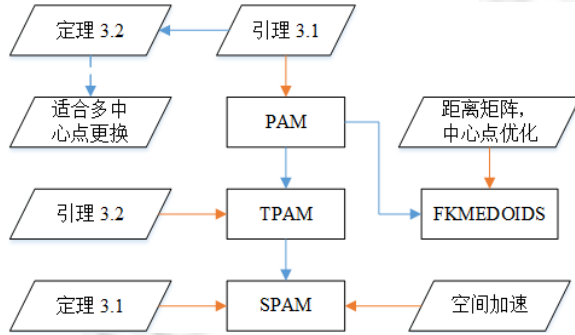 定理 3.2
引理 3.1
适合多中
心点更换
PAM
距离矩阵,
中心点优化
引理 3.2
TPAM
FKMEDOIDS
定理 3.1
SPAM
空间加速